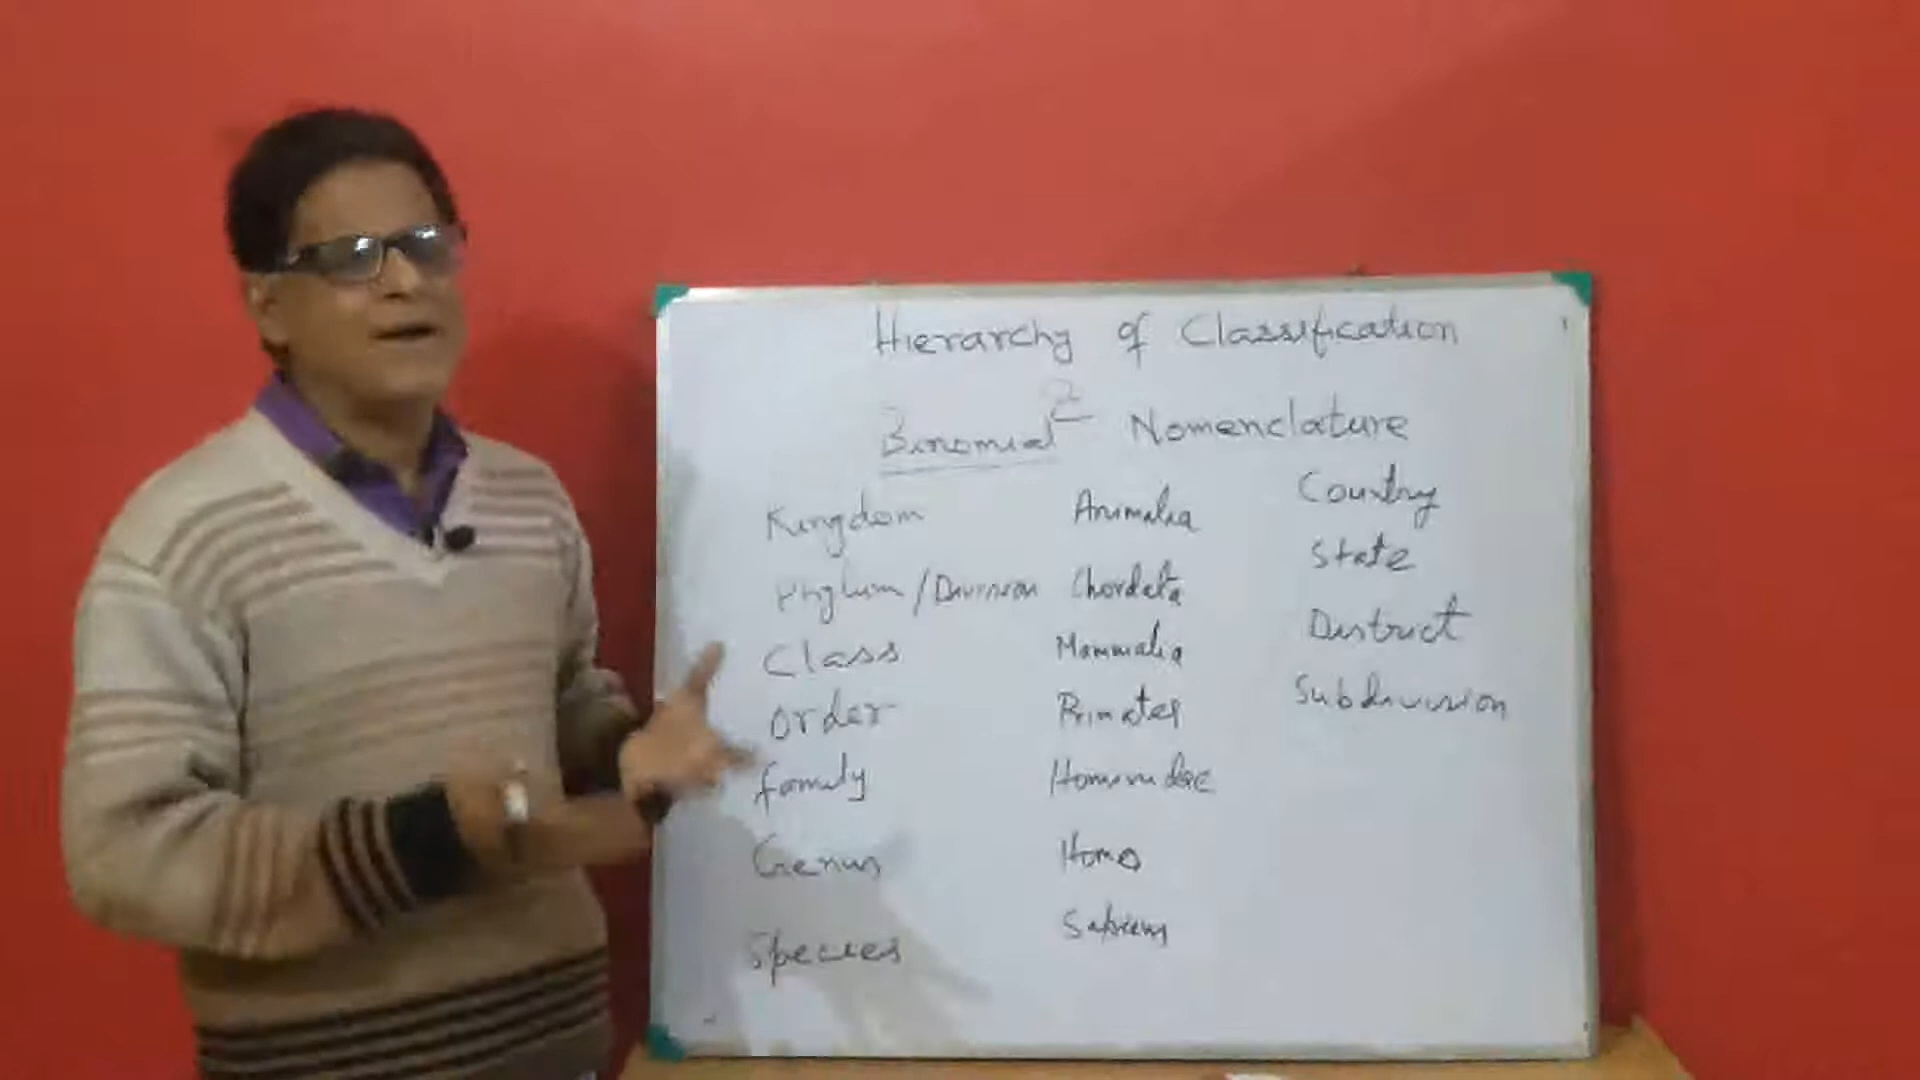 Hierarchy of Classification
2
Binomial Nomenclature
Kingdom Animalia Country
Phylum / Division Chordata State
Class Mammalia District
Order Primates Subdivision
family Hominidae
Genus Homo
Species Sapiens